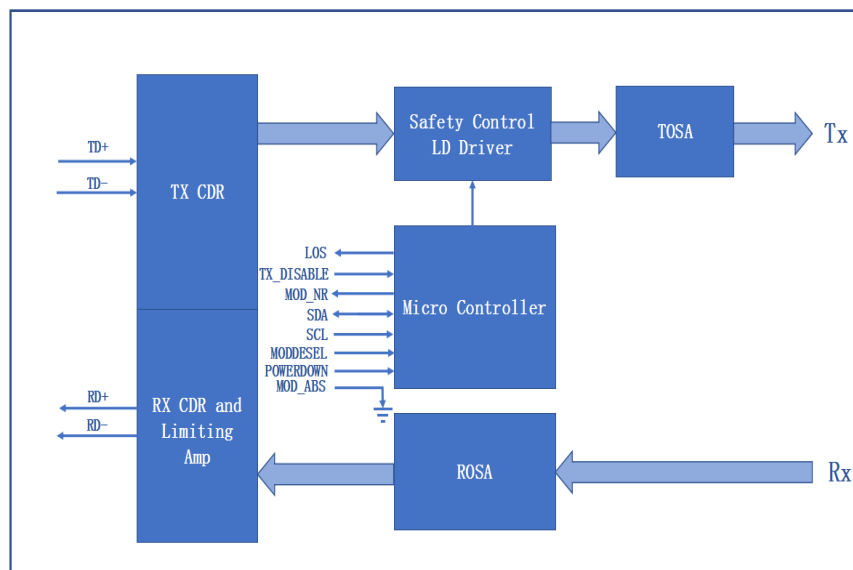 TD+
TD-
TX CDR
Safety Control
LD Driver
TOSA
Tx
LOS
TX_DISABLE
MOD_NR
SDA
SCL
MODDESEL
POWERDOWN
MOD_ABS
Micro Controller
RD+
RD-
RX CDR and
Limiting
Amp
ROSA
Rx